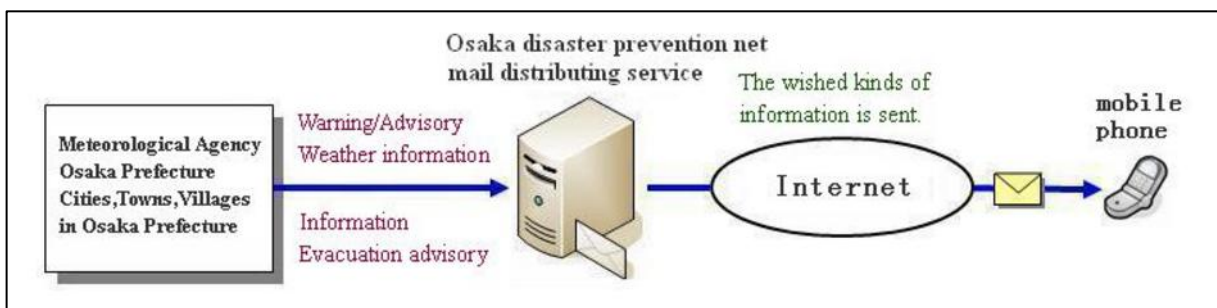 Osaka disaster prevention net
mail distributing service
Meteorological Agency
Osaka Prefecture
Cities,Towns,Villages
in Osaka Prefecture
Warning/Advisory
Weather information
Information
Evacuation advisory
The wished kinds of
information is sent.
Internet
mobile
phone